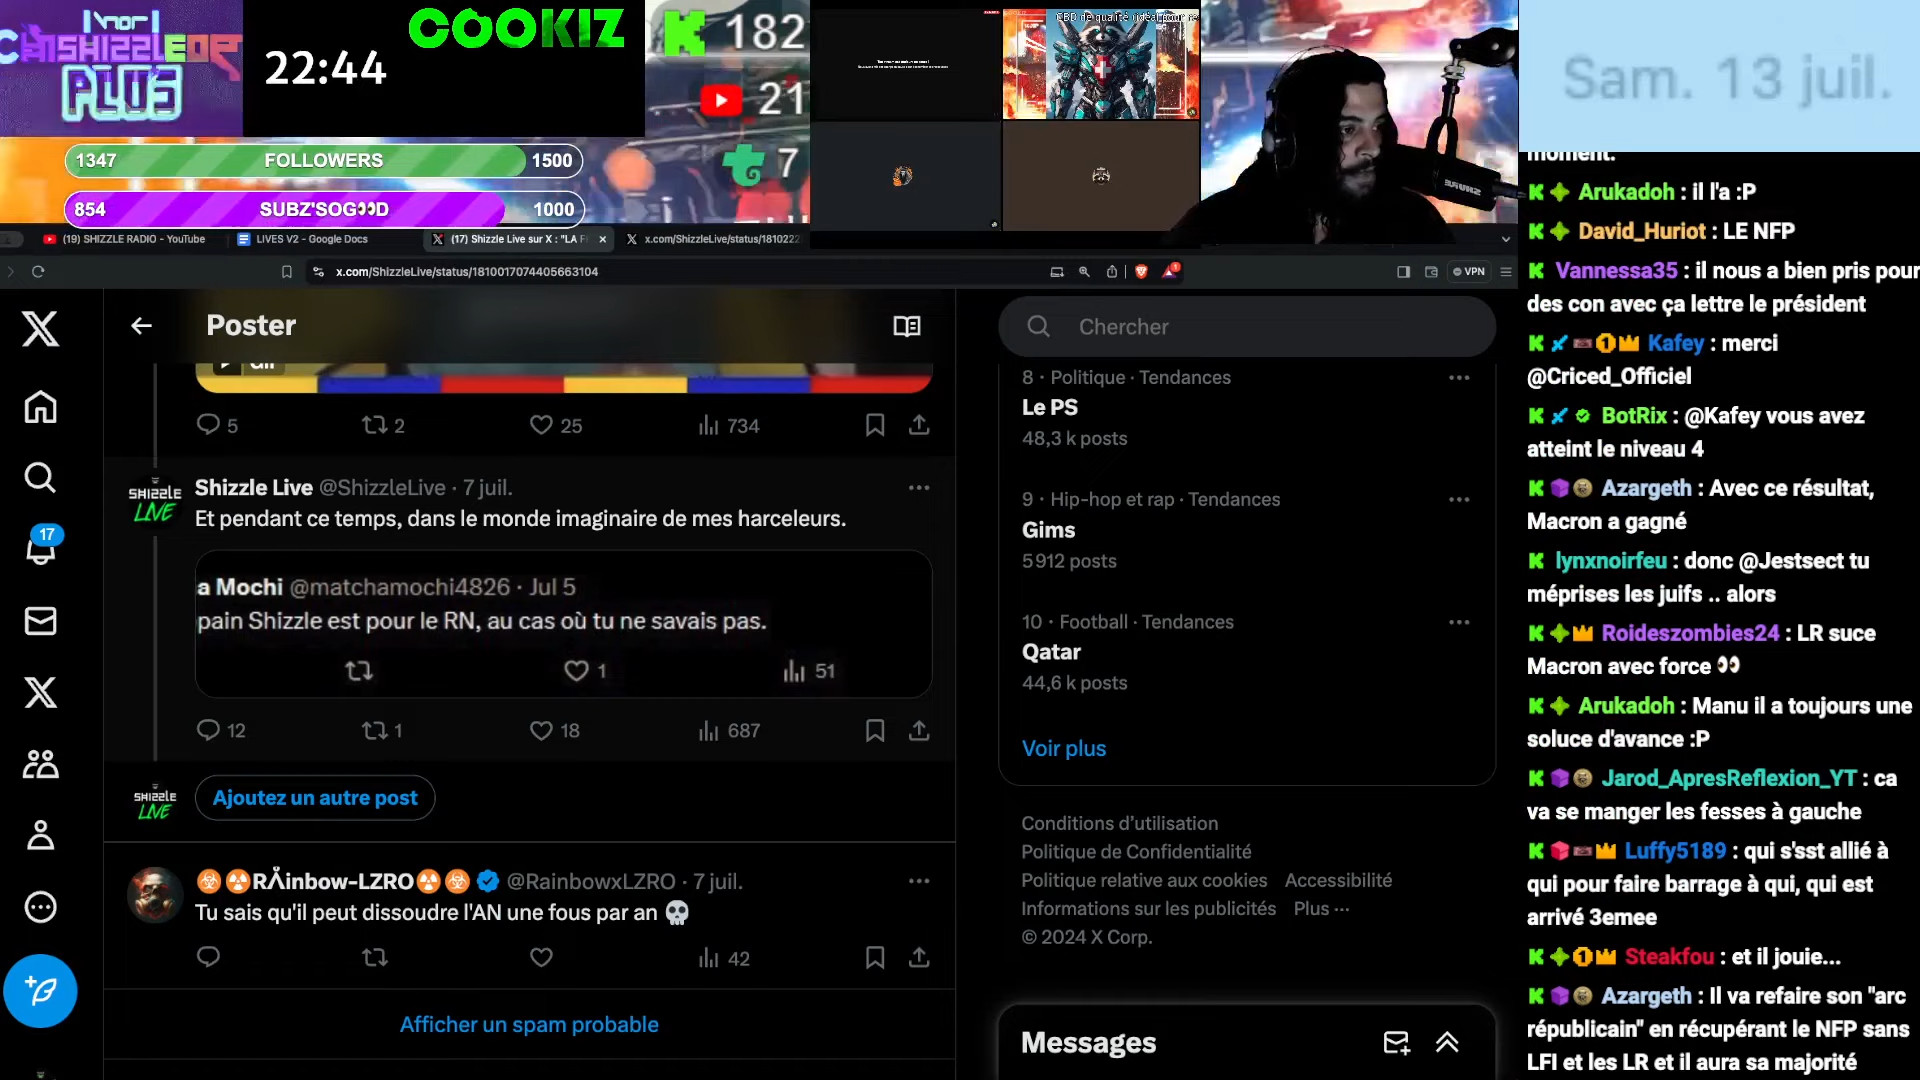 SHIZZLE
PLUS
22:44
COOKIZ
182
21
7
1347 FOLLOWERS 1500
854 SUBZ'SOG👀D 1000
Sam. 13 juil.
(19) SHIZZLE RADIO - YouTube
LIVES V2 - Google Docs
(17) Shizzle Live sur X : "LA F
x.com/ShizzleLive/status/1810222
x.com/ShizzleLive/status/1810017074405663104
VPN
Poster
Chercher
GIF
5 2 25 734
Shizzle Live @ShizzleLive · 7 juil.
Et pendant ce temps, dans le monde imaginaire de mes harceleurs.
a Mochi @matchamochi4826 · Jul 5
pain Shizzle est pour le RN, au cas où tu ne savais pas.
1 51
12 1 18 687
SHIZZLE
LIVE
Ajoutez un autre post
RÅinbow-LZRO @RainbowxLZRO · 7 juil.
Tu sais qu'il peut dissoudre l'AN une fous par an 💀
42
Afficher un spam probable
17
8 · Politique · Tendances
Le PS
48,3 k posts
9 · Hip-hop et rap · Tendances
Gims
5 912 posts
10 · Football · Tendances
Qatar
44,6 k posts
Voir plus
Conditions d'utilisation
Politique de Confidentialité
Politique relative aux cookies Accessibilité
Informations sur les publicités Plus ···
© 2024 X Corp.
Messages
moment.
Arukadoh : il l'a :P
David_Huriot : LE NFP
Vannessa35 : il nous a bien pris pour
des con avec ça lettre le président
Kafey : merci
@Criced_Officiel
BotRix : @Kafey vous avez
atteint le niveau 4
Azargeth : Avec ce résultat,
Macron a gagné
lynxnoirfeu : donc @Jestsect tu
méprises les juifs .. alors
Roideszombies24 : LR suce
Macron avec force 👀
Arukadoh : Manu il a toujours une
soluce d'avance :P
Jarod_ApresReflexion_YT : ca
va se manger les fesses à gauche
Luffy5189 : qui s'sst allié à
qui pour faire barrage à qui, qui est
arrivé 3emee
Steakfou : et il jouie...
Azargeth : Il va refaire son "arc
républicain" en récupérant le NFP sans
LFI et les LR et il aura sa majorité